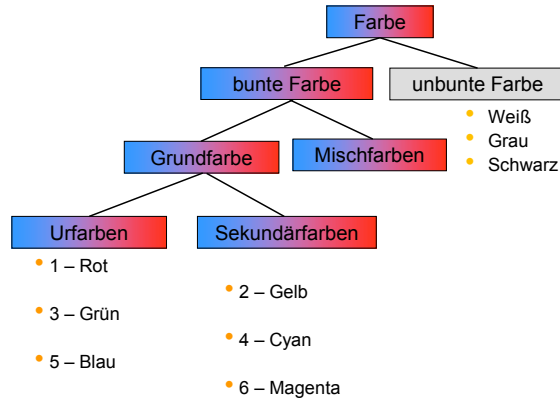 Farbe
bunte Farbe
unbunte Farbe
• Weiß
• Grau
• Schwarz
Grundfarbe
Mischfarben
Urfarben
Sekundärfarben
• 1 – Rot
• 3 – Grün
• 5 – Blau
• 2 – Gelb
• 4 – Cyan
• 6 – Magenta